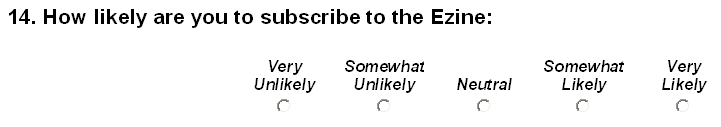 14. How likely are you to subscribe to the Ezine:
Very Somewhat Somewhat Very
Unlikely Unlikely Neutral Likely Likely